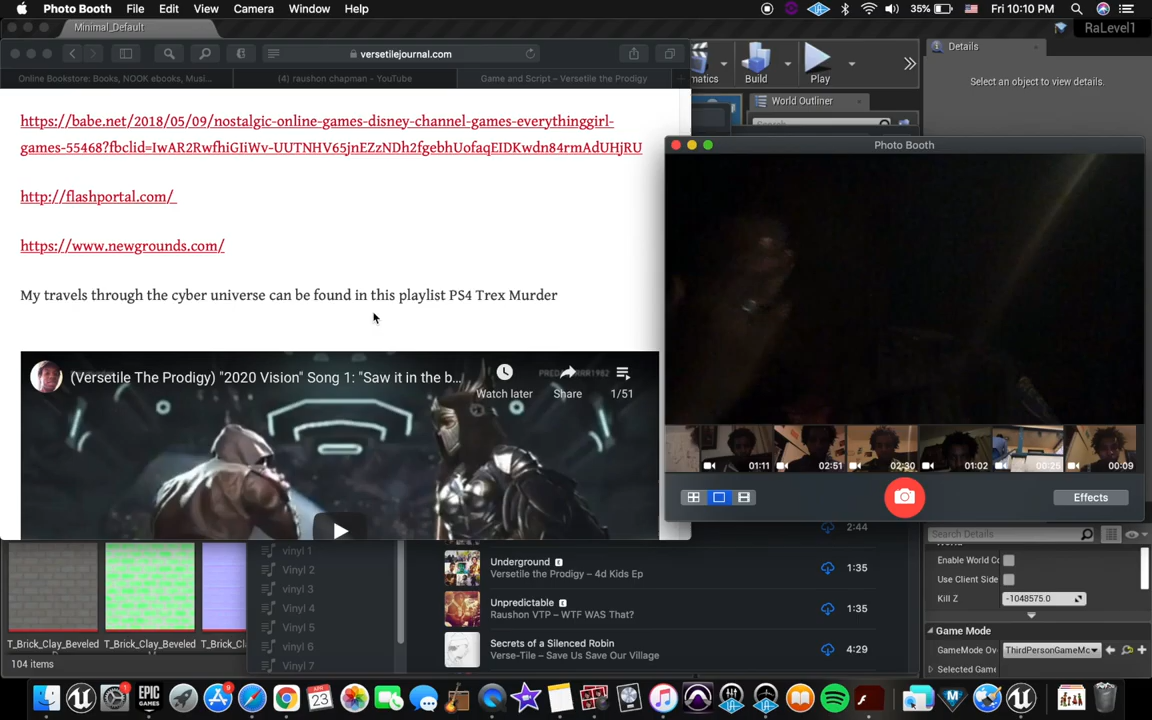 Photo Booth File Edit View Camera Window Help
35% Fri 10:10 PM
Minimal_Default
RaLevel1
versetilejournal.com
Online Bookstore: Books, NOOK ebooks, Musi...
(4) raushon chapman - YouTube
Game and Script – Versetile the Prodigy
matics
Build
Play
Details
World Outliner
Select an object to view details.
https://babe.net/2018/05/09/nostalgic-online-games-disney-channel-games-everythinggirl-
games-55468?fbclid=IwAR2RwfhiGIiWv-UUTNHV65jnEZzNDh2fgebhUofaqEIDKwdn84rmAdUHjRU
http://flashportal.com/
https://www.newgrounds.com/
My travels through the cyber universe can be found in this playlist PS4 Trex Murder
(Versetile The Prodigy) "2020 Vision" Song 1: "Saw it in the b...
Watch later
Share
1/51
Photo Booth
01:11
02:51
02:30
01:02
00:25
00:09
Effects
T_Brick_Clay_Beveled
T_Brick_Clay_Beveled
T_Brick_Cl
104 items
vinyl 1
Vinyl 2
vinyl 3
Vinyl 4
Vinyl 5
vinyl 6
Vinyl 7
2:44
Underground E
Versetile the Prodigy – 4d Kids Ep
1:35
Unpredictable E
Raushon VTP – WTF WAS That?
1:35
Secrets of a Silenced Robin
Verse-Tile – Save Us Save Our Village
4:29
Search Details
Enable World Co
Use Client Side
Kill Z
-1048575.0
Game Mode
GameMode Ov
ThirdPersonGameMc
Selected Game
APR
23
EPIC
GAMES